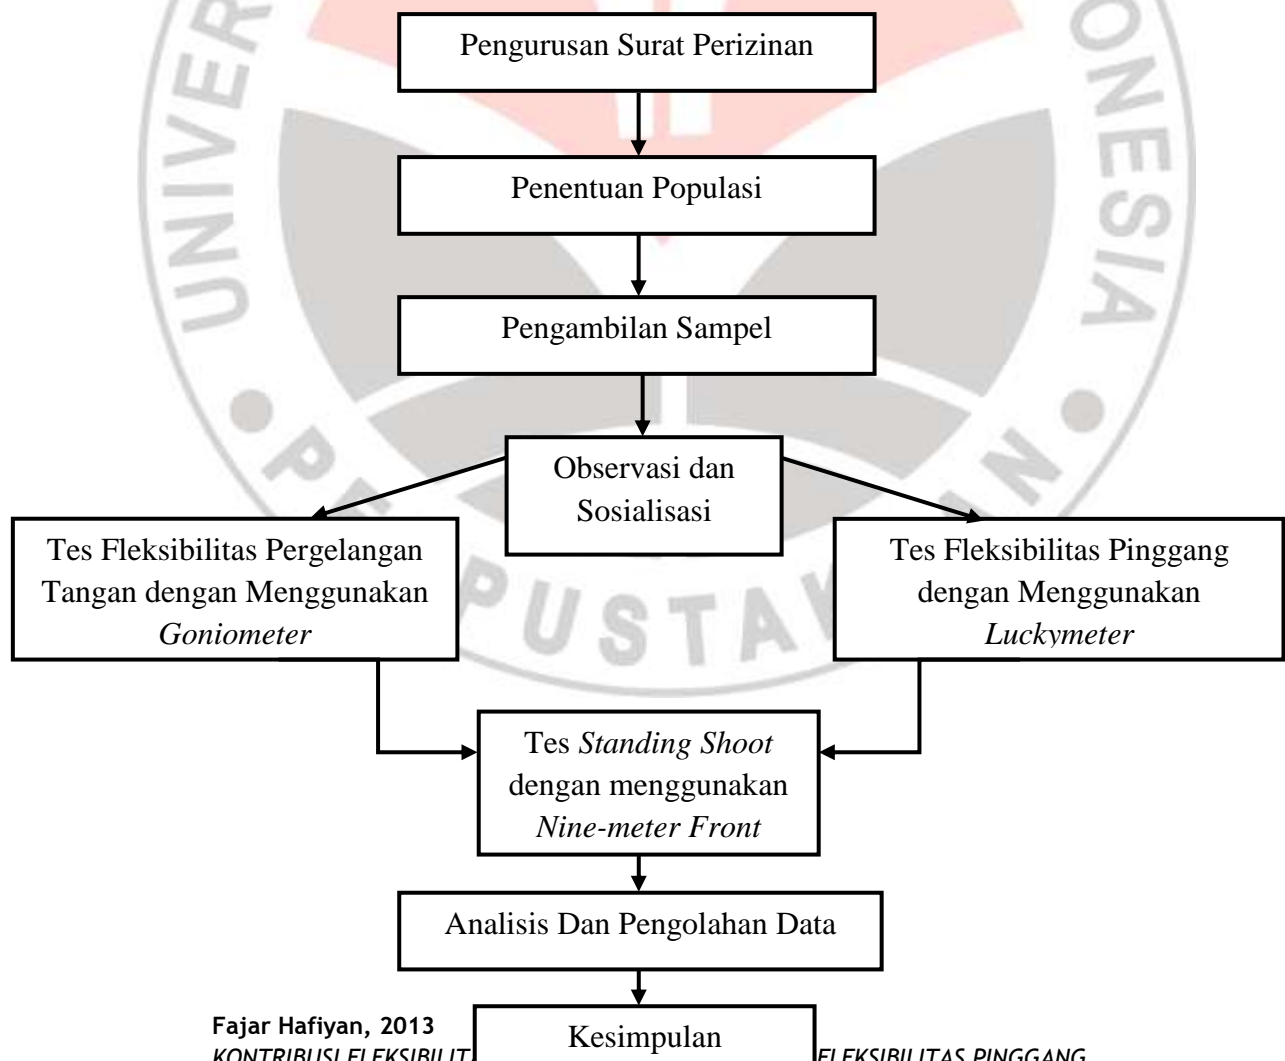 Pengurusan Surat Perizinan
Penentuan Populasi
Pengambilan Sampel
Observasi dan
Sosialisasi
Tes Fleksibilitas Pergelangan
Tangan dengan Menggunakan
Goniometer
Tes Fleksibilitas Pinggang
dengan Menggunakan
Luckymeter
Tes Standing Shoot
dengan menggunakan
Nine-meter Front
Analisis Dan Pengolahan Data
Kesimpulan
Fajar Hafiyan, 2013
KONTRIBUSI FLEKSIBILITAS PINGGANG